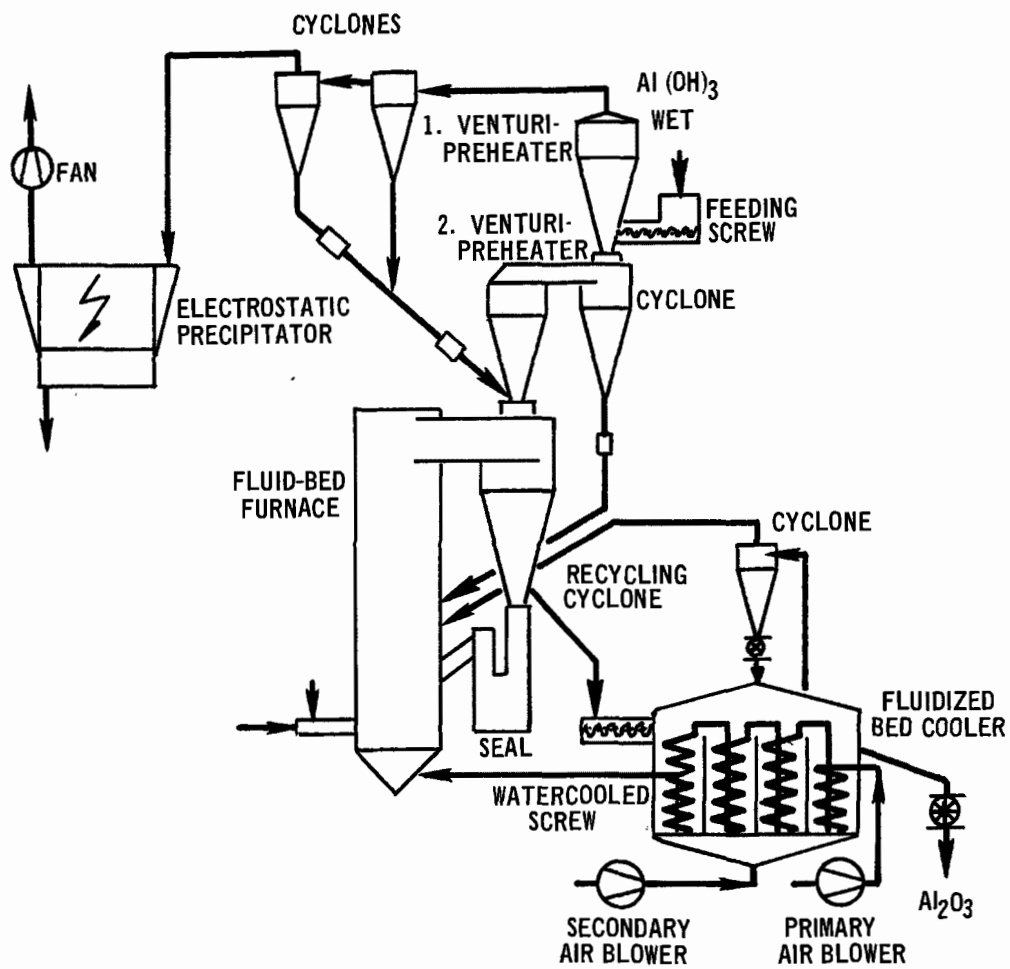 CYCLONES
Al (OH)3
WET
1. VENTURI-
PREHEATER
FAN
FEEDING
SCREW
2. VENTURI-
PREHEATER
CYCLONE
ELECTROSTATIC
PRECIPITATOR
FLUID-BED
FURNACE
CYCLONE
RECYCLING
CYCLONE
FLUIDIZED
BED COOLER
SEAL
WATERCOOLED
SCREW
Al2O3
SECONDARY
AIR BLOWER
PRIMARY
AIR BLOWER